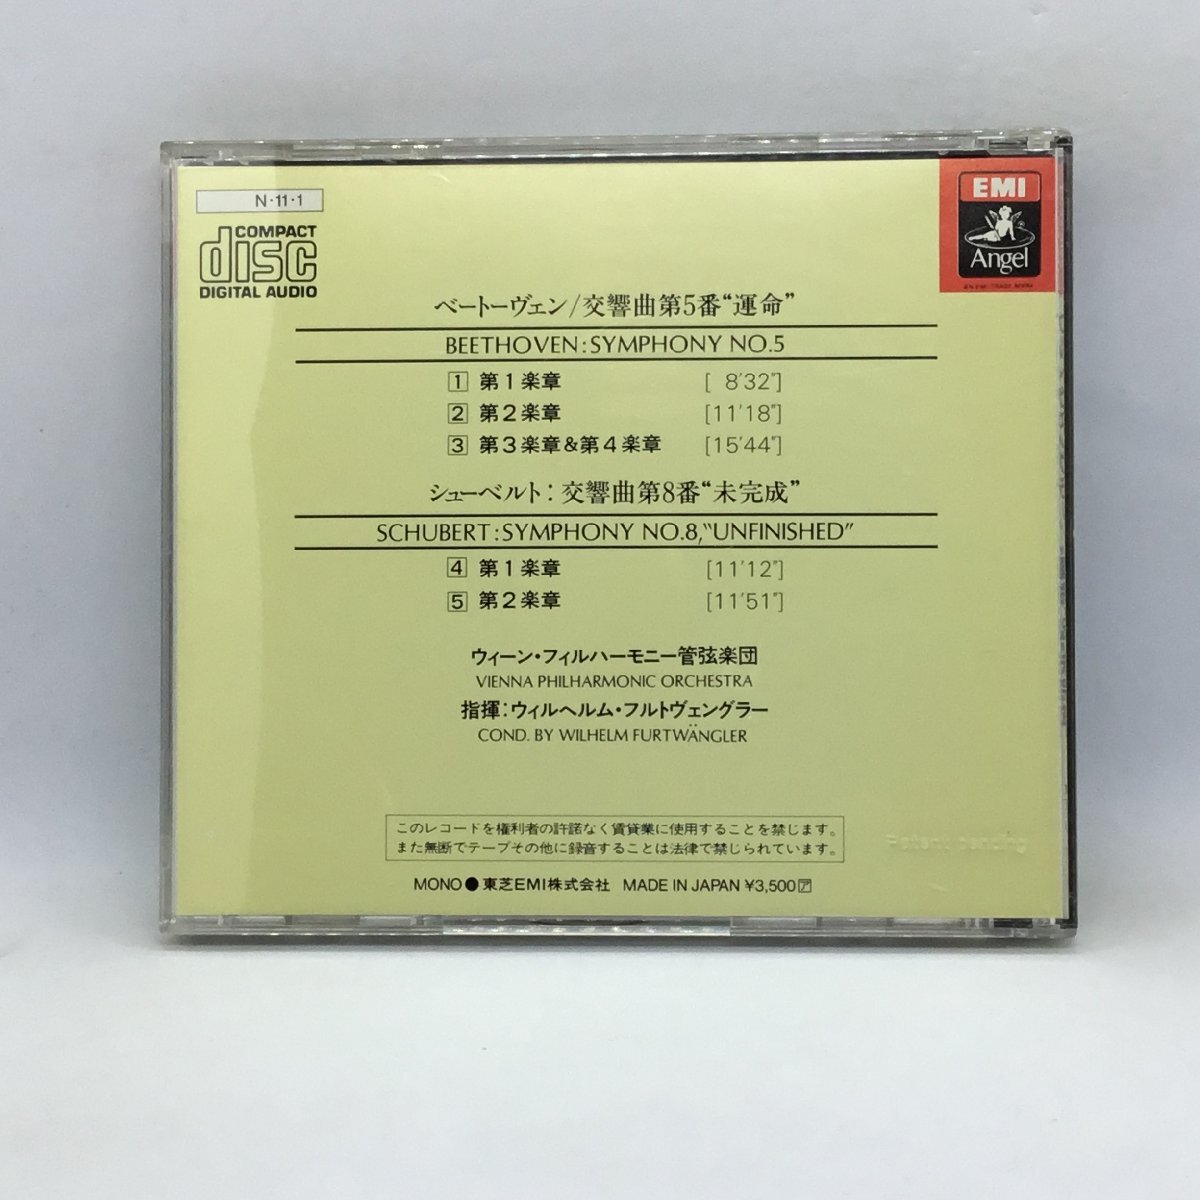 N·11·1
COMPACT
disc
DIGITAL AUDIO
EMI
Angel
ベートーヴェン/交響曲第5番“運命”
BEETHOVEN:SYMPHONY NO.5
1 第1楽章 [ 8'32"]
2 第2楽章 [11'18"]
3 第3楽章&第4楽章 [15'44"]
シューベルト:交響曲第8番“未完成”
SCHUBERT:SYMPHONY NO.8,“UNFINISHED”
4 第1楽章 [11'12"]
5 第2楽章 [11'51"]
ウィーン・フィルハーモニー管弦楽団
VIENNA PHILHARMONIC ORCHESTRA
指揮:ウィルヘルム・フルトヴェングラー
COND. BY WILHELM FURTWÄNGLER
このレコードを権利者の許諾なく賃貸業に使用することを禁じます。
また無断でテープその他に録音することは法律で禁じられています。
Patent pending
MONO●東芝EMI株式会社 MADE IN JAPAN ¥3,500ア